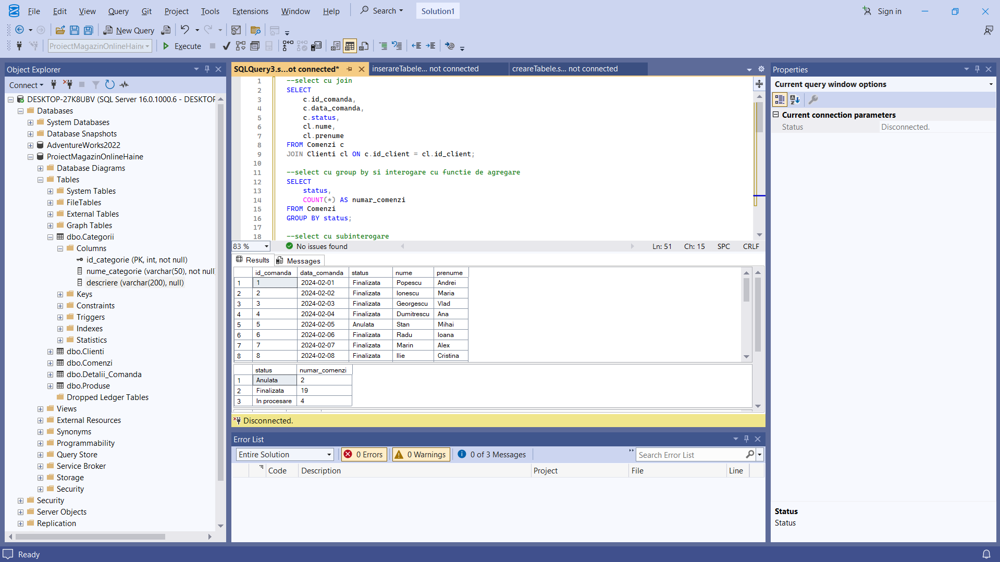 File Edit View Query Git Project Tools Extensions Window Help Search Solution1 Sign in
New Query
ProiectMagazinOnlineHaine Execute
Object Explorer
Connect
DESKTOP-27K8UBV (SQL Server 16.0.1000.6 - DESKTOP
Databases
System Databases
Database Snapshots
AdventureWorks2022
ProiectMagazinOnlineHaine
Database Diagrams
Tables
System Tables
FileTables
External Tables
Graph Tables
dbo.Categorii
Columns
id_categorie (PK, int, not null)
nume_categorie (varchar(50), not null
descriere (varchar(200), null)
Keys
Constraints
Triggers
Indexes
Statistics
dbo.Clienti
dbo.Comenzi
dbo.Detalii_Comanda
dbo.Produse
Dropped Ledger Tables
Views
External Resources
Synonyms
Programmability
Query Store
Service Broker
Storage
Security
Security
Server Objects
Replication
SQLQuery3.s...ot connected* inserareTabele... not connected creareTabele.s... not connected
1 --select cu join
2 SELECT
3 c.id_comanda,
4 c.data_comanda,
5 c.status,
6 cl.nume,
7 cl.prenume
8 FROM Comenzi c
9 JOIN Clienti cl ON c.id_client = cl.id_client;
10
11 --select cu group by si interogare cu functie de agregare
12 SELECT
13 status,
14 COUNT(*) AS numar_comenzi
15 FROM Comenzi
16 GROUP BY status;
17
18 --select cu subinterogare
83 % No issues found Ln: 51 Ch: 15 SPC CRLF
Results Messages
id_comanda data_comanda status nume prenume
1 1 2024-02-01 Finalizata Popescu Andrei
2 2 2024-02-02 Finalizata Ionescu Maria
3 3 2024-02-03 Finalizata Georgescu Vlad
4 4 2024-02-04 Finalizata Dumitrescu Ana
5 5 2024-02-05 Anulata Stan Mihai
6 6 2024-02-06 Finalizata Radu Ioana
7 7 2024-02-07 Finalizata Marin Alex
8 8 2024-02-08 Finalizata Ilie Cristina
status numar_comenzi
1 Anulata 2
2 Finalizata 19
3 In procesare 4
Disconnected.
Error List
Entire Solution 0 Errors 0 Warnings 0 of 3 Messages Search Error List
Code Description Project File Line
Properties
Current query window options
Current connection parameters
Status Disconnected.
Status
Status
Ready